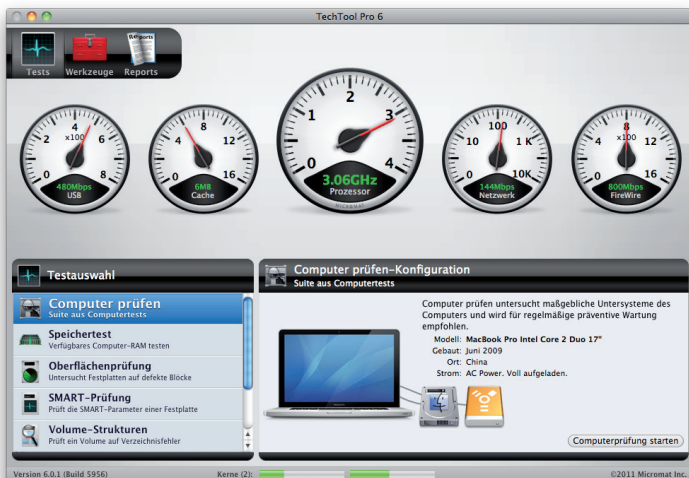 TechTool Pro 6
Tests Werkzeuge Reports
Reports
0 2 4 6 8
x100
480Mbps
USB
0 4 8 12 16
6MB
Cache
0 1 2 3 4
3.06GHz
Prozessor
MICROMAT
0 10 100 1 K 10K
144Mbps
Netzwerk
0 4 8 12 16
x100
800Mbps
FireWire
Testauswahl
Computer prüfen
Suite aus Computertests
Speichertest
Verfügbares Computer-RAM testen
Oberflächenprüfung
Untersucht Festplatten auf defekte Blöcke
SMART-Prüfung
Prüft die SMART-Parameter einer Festplatte
Volume-Strukturen
Prüft ein Volume auf Verzeichnisfehler
Computer prüfen-Konfiguration
Suite aus Computertests
Computer prüfen untersucht maßgebliche Untersysteme des
Computers und wird für regelmäßige präventive Wartung
empfohlen.
Modell: MacBook Pro Intel Core 2 Duo 17"
Gebaut: Juni 2009
Ort: China
Strom: AC Power. Voll aufgeladen.
Computerprüfung starten
Version 6.0.1 (Build 5956)
Kerne (2):
©2011 Micromat Inc.